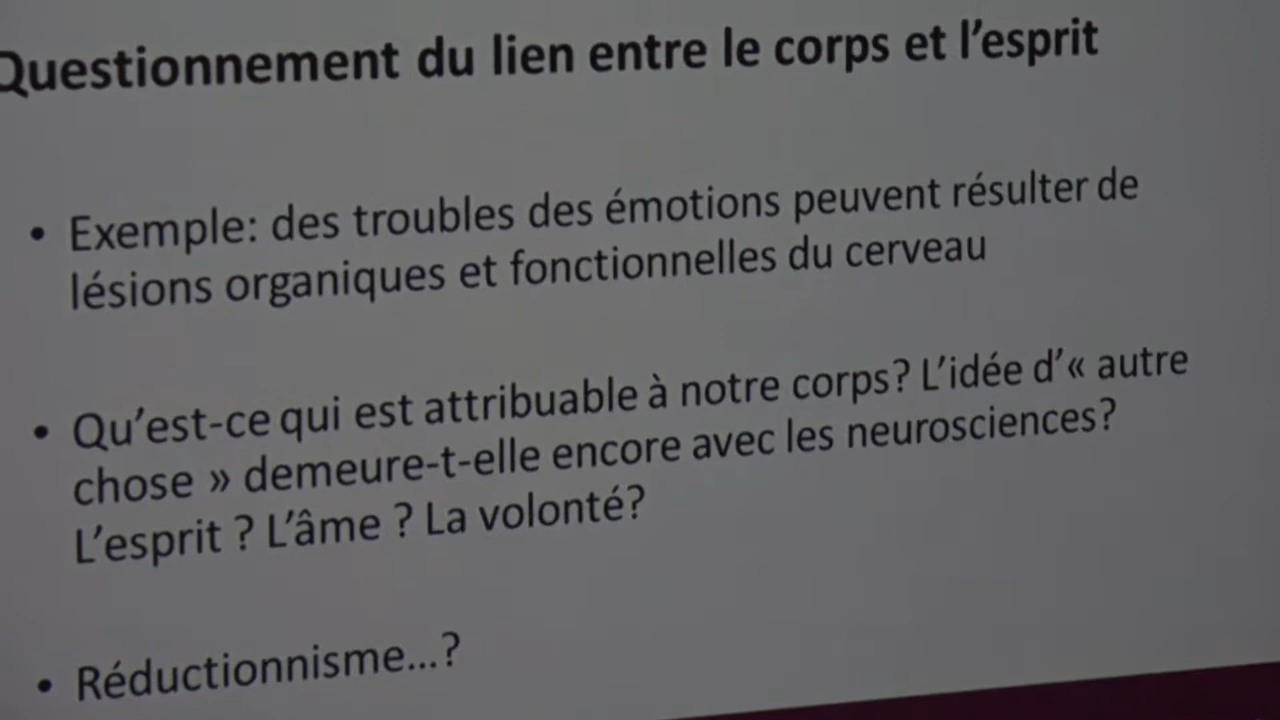 Questionnement du lien entre le corps et l'esprit
• Exemple: des troubles des émotions peuvent résulter de
lésions organiques et fonctionnelles du cerveau
• Qu'est-ce qui est attribuable à notre corps? L'idée d'« autre
chose » demeure-t-elle encore avec les neurosciences?
L'esprit ? L'âme ? La volonté?
• Réductionnisme...?